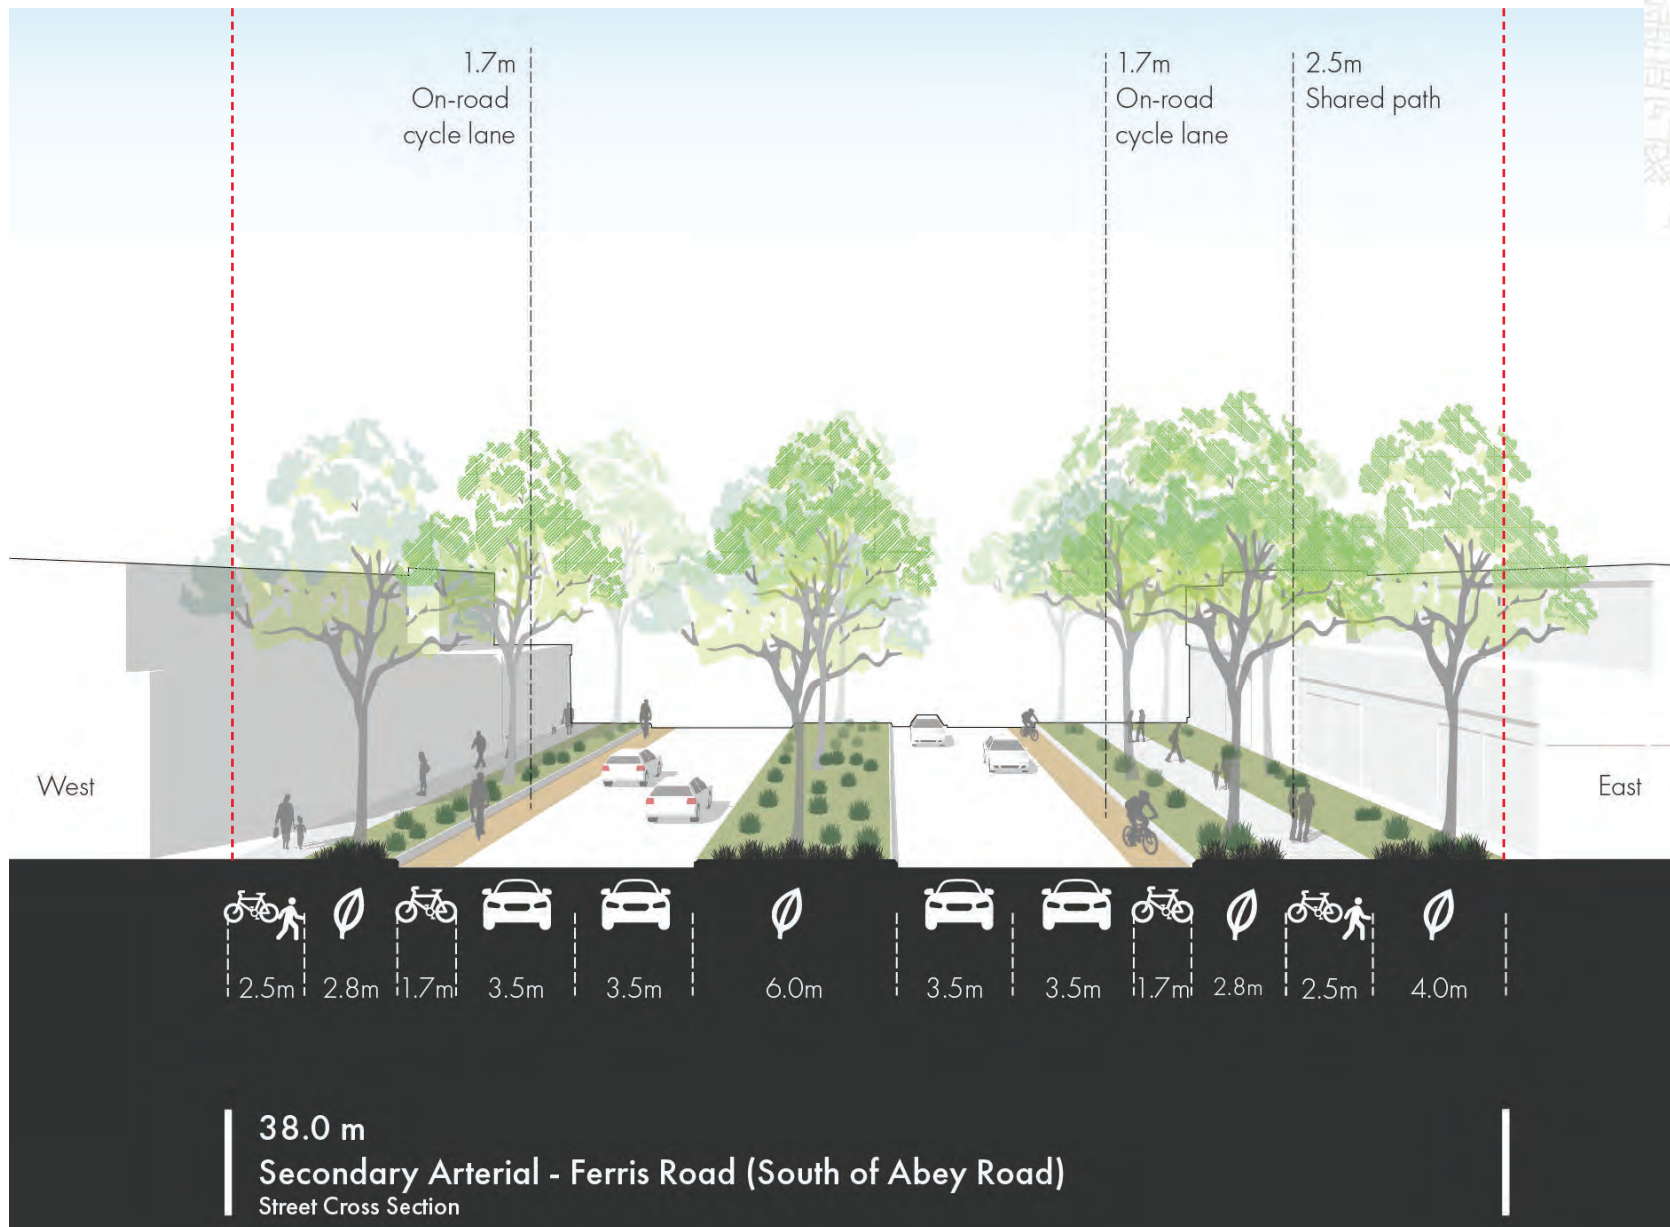 1.7m
On-road
cycle lane
1.7m
On-road
cycle lane
2.5m
Shared path
West
East
2.5m 2.8m 1.7m 3.5m 3.5m 6.0m 3.5m 3.5m 1.7m 2.8m 2.5m 4.0m
38.0 m
Secondary Arterial - Ferris Road (South of Abey Road)
Street Cross Section